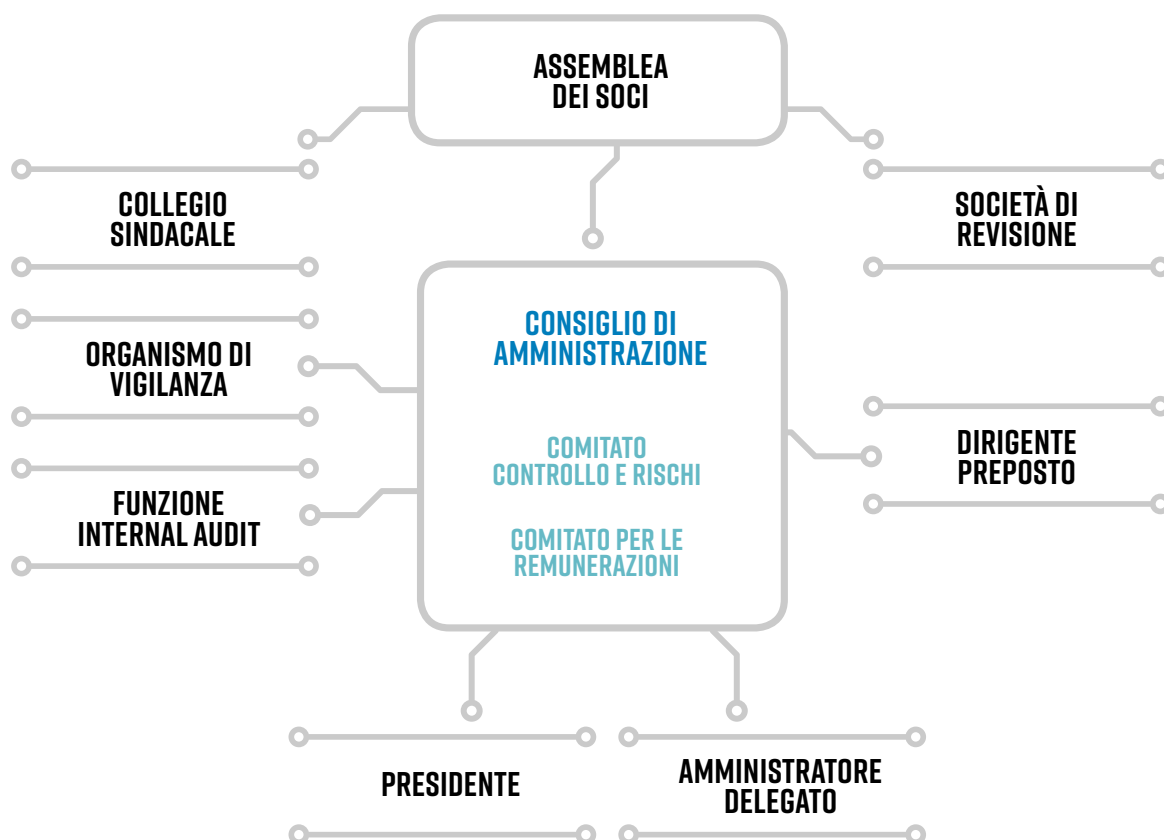 ASSEMBLEA
DEI SOCI
COLLEGIO
SINDACALE
SOCIETÀ DI
REVISIONE
CONSIGLIO DI
AMMINISTRAZIONE
ORGANISMO DI
VIGILANZA
COMITATO
CONTROLLO E RISCHI
DIRIGENTE
PREPOSTO
FUNZIONE
INTERNAL AUDIT
COMITATO PER LE
REMUNERAZIONI
PRESIDENTE
AMMINISTRATORE
DELEGATO